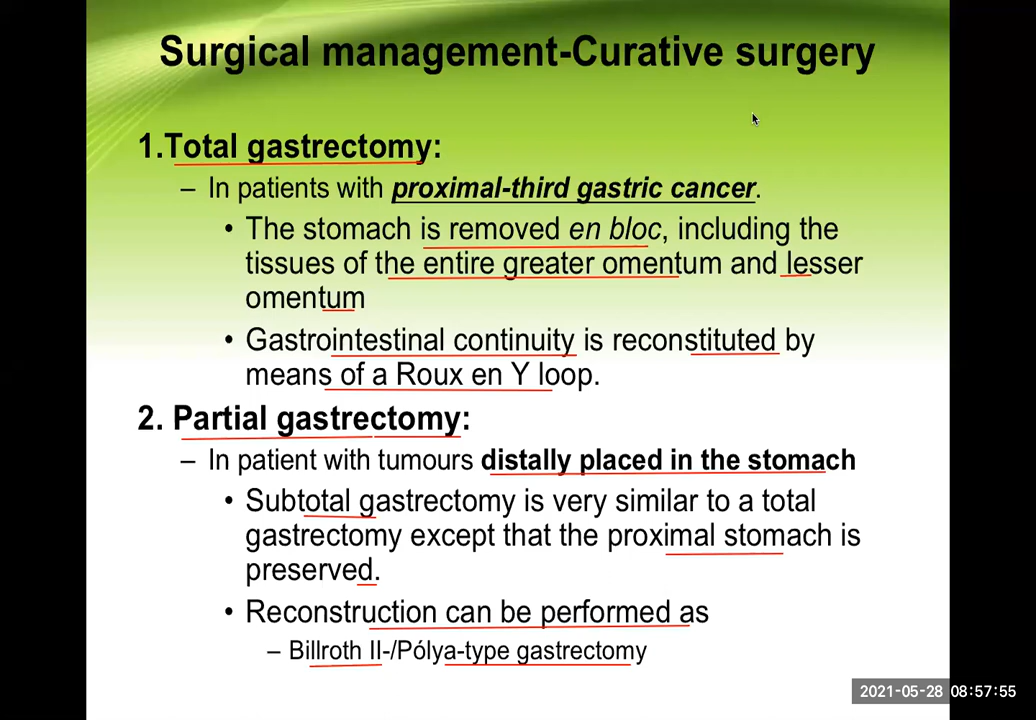 Surgical management-Curative surgery
1.Total gastrectomy:
– In patients with proximal-third gastric cancer.
• The stomach is removed en bloc, including the
tissues of the entire greater omentum and lesser
omentum
• Gastrointestinal continuity is reconstituted by
means of a Roux en Y loop.
2. Partial gastrectomy:
– In patient with tumours distally placed in the stomach
• Subtotal gastrectomy is very similar to a total
gastrectomy except that the proximal stomach is
preserved.
• Reconstruction can be performed as
– Billroth II-/Pólya-type gastrectomy
2021-05-28 08:57:55